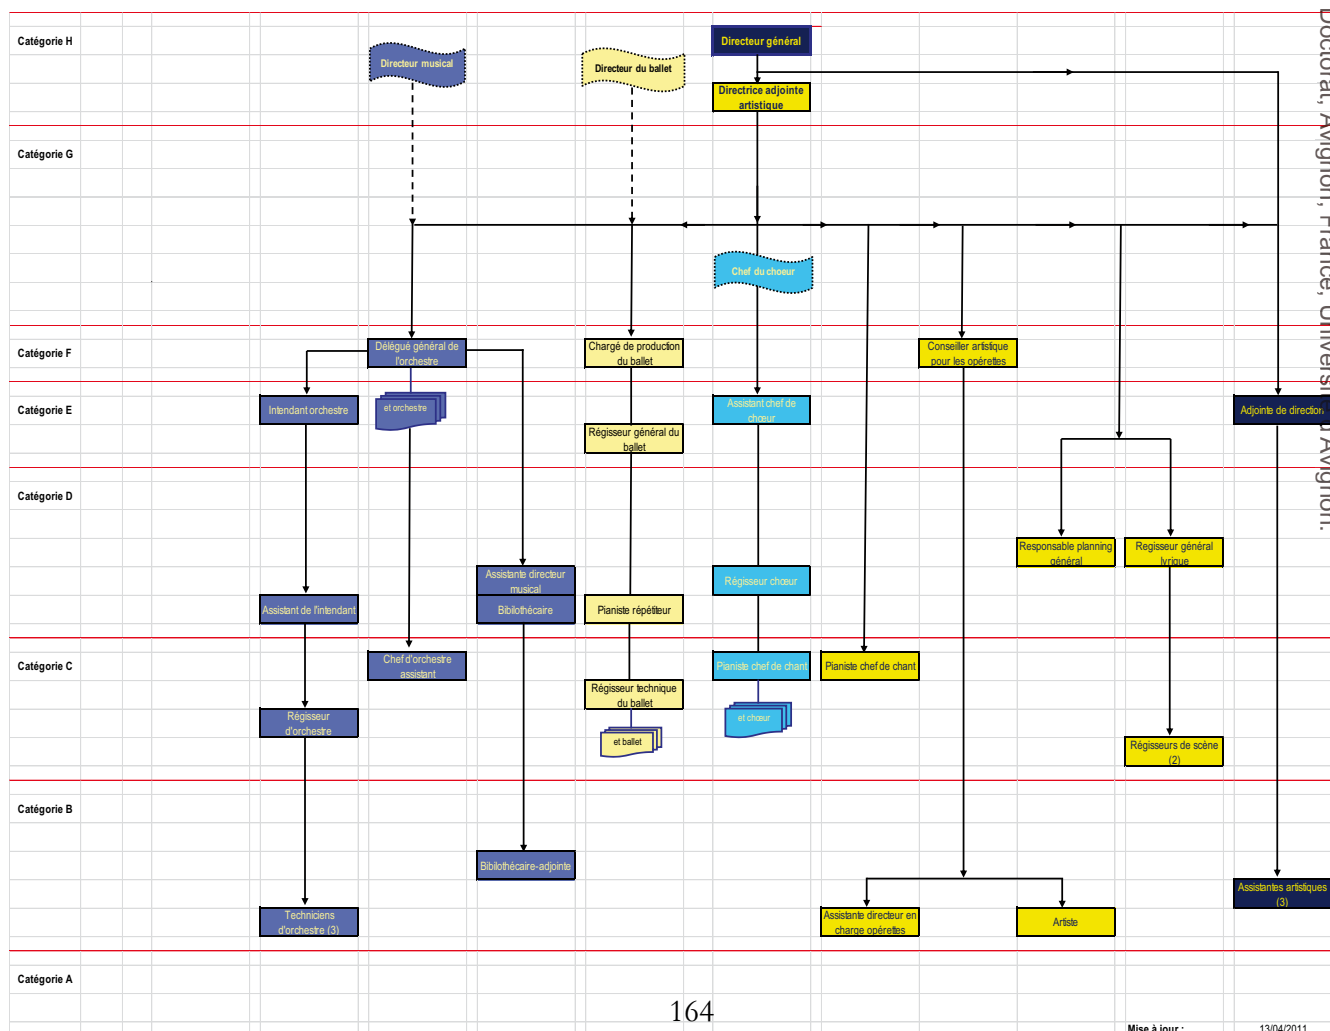 Catégorie H
Directeur général
Directeur musical
Directeur du ballet
Directrice adjointe
artistique
Catégorie G
Chef du choeur
Catégorie F
Délégué général de
l'orchestre
Chargé de production
du ballet
Conseiller artistique
pour les opérettes
Catégorie E
Intendant orchestre
et orchestre
Régisseur général du
ballet
Assistant chef de
chœur
Adjointe de direction
Catégorie D
Responsable planning
général
Regisseur général
lyrique
Assistante directeur
musical
Bibilothécaire
Régisseur chœur
Assistant de l'intendant
Pianiste répétiteur
Catégorie C
Chef d'orchestre
assistant
Pianiste chef de chant
Pianiste chef de chant
Régisseur technique
du ballet
et ballet
et chœur
Régisseur
d'orchestre
Régisseurs de scène
(2)
Catégorie B
Bibilothécaire-adjointe
Assistantes artistiques
(3)
Techniciens
d'orchestre (3)
Assistante directeur en
charge opérettes
Artiste
Catégorie A
164
Mise à jour : 13/04/2011
Doctorat, Avignon, France, Université d'Avignon.